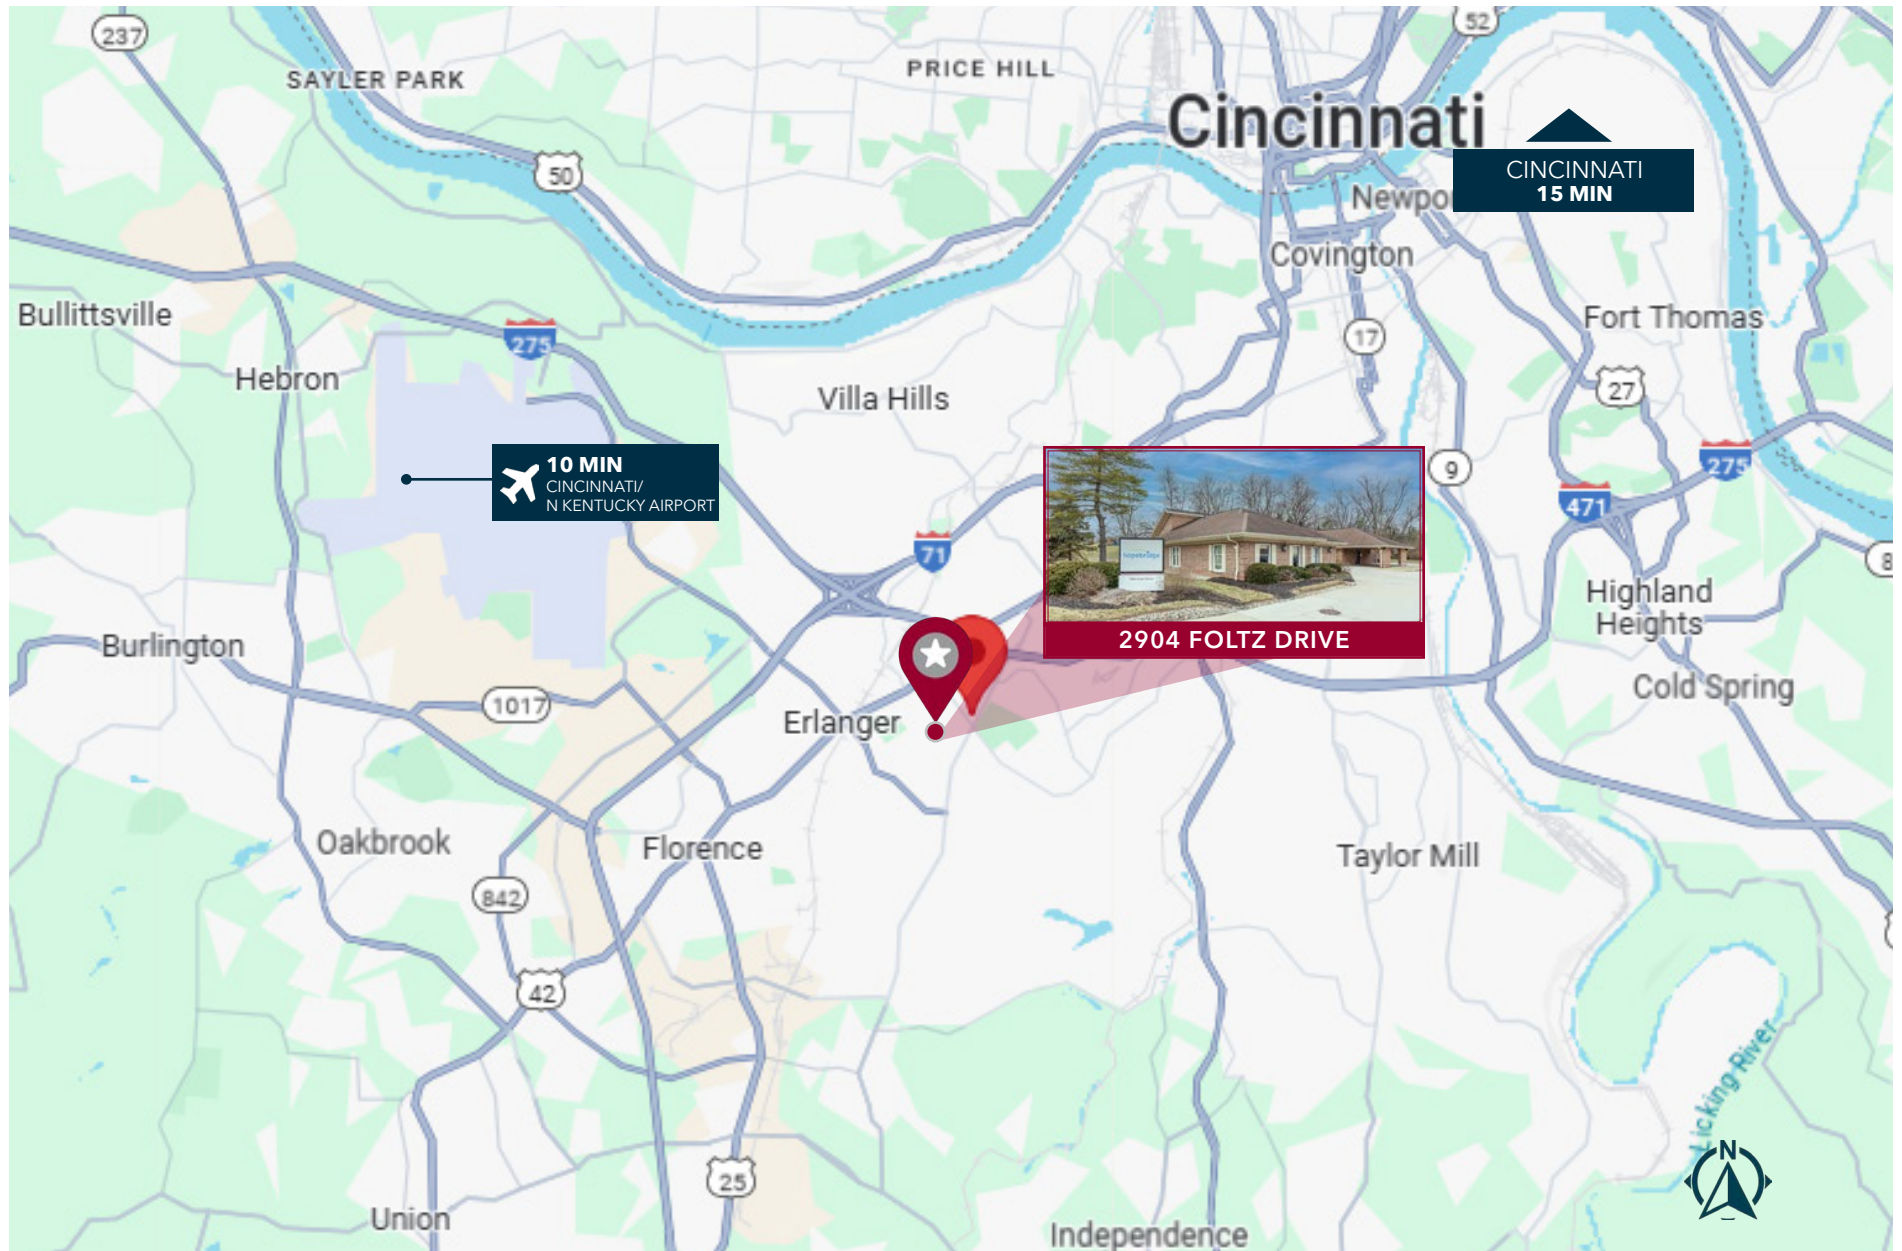 237
SAYLER PARK
PRICE HILL
52
Cincinnati
CINCINNATI
15 MIN
50
Newpo
Covington
Bullittsville
Fort Thomas
275
17
Hebron
Villa Hills
27
10 MIN
CINCINNATI/
N KENTUCKY AIRPORT
275
9
471
71
hopebridge
8
Highland
Heights
2904 FOLTZ DRIVE
Burlington
Cold Spring
1017
Erlanger
Oakbrook
Florence
Taylor Mill
842
42
Licking River
N
25
Union
Independence